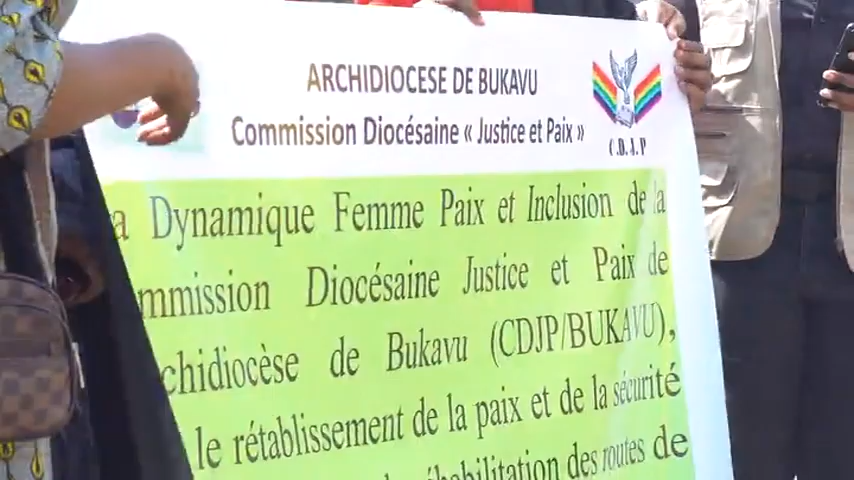 ARCHIDIOCESE DE BUKAVU
Commission Diocésaine « Justice et Paix »
C.D.J.P
Dynamique Femme Paix et Inclusion de la
mmission Diocésaine Justice et Paix de
chidiocèse de Bukavu (CDJP/BUKAVU),
le rétablissement de la paix et de la sécurité
réhabilitation des routes de